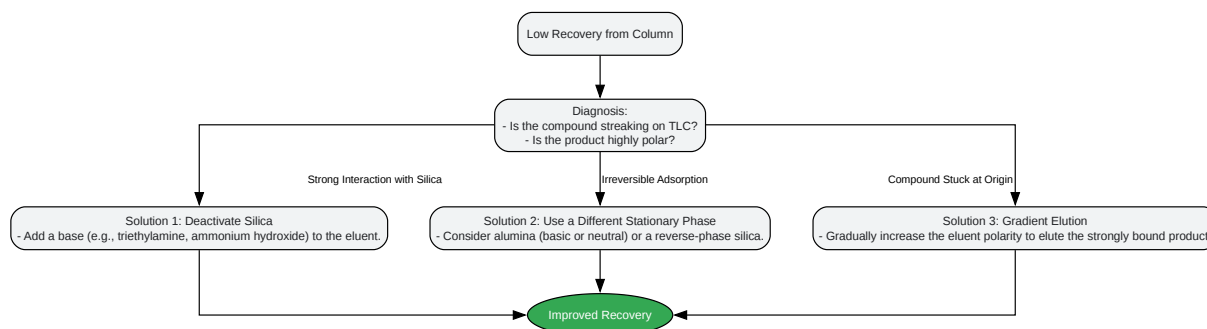 Low Recovery from Column
Diagnosis:
- Is the compound streaking on TLC?
- Is the product highly polar?
Strong Interaction with Silica
Irreversible Adsorption
Compound Stuck at Origin
Solution 1: Deactivate Silica
- Add a base (e.g., triethylamine, ammonium hydroxide) to the eluent.
Solution 2: Use a Different Stationary Phase
- Consider alumina (basic or neutral) or a reverse-phase silica.
Solution 3: Gradient Elution
- Gradually increase the eluent polarity to elute the strongly bound product
Improved Recovery